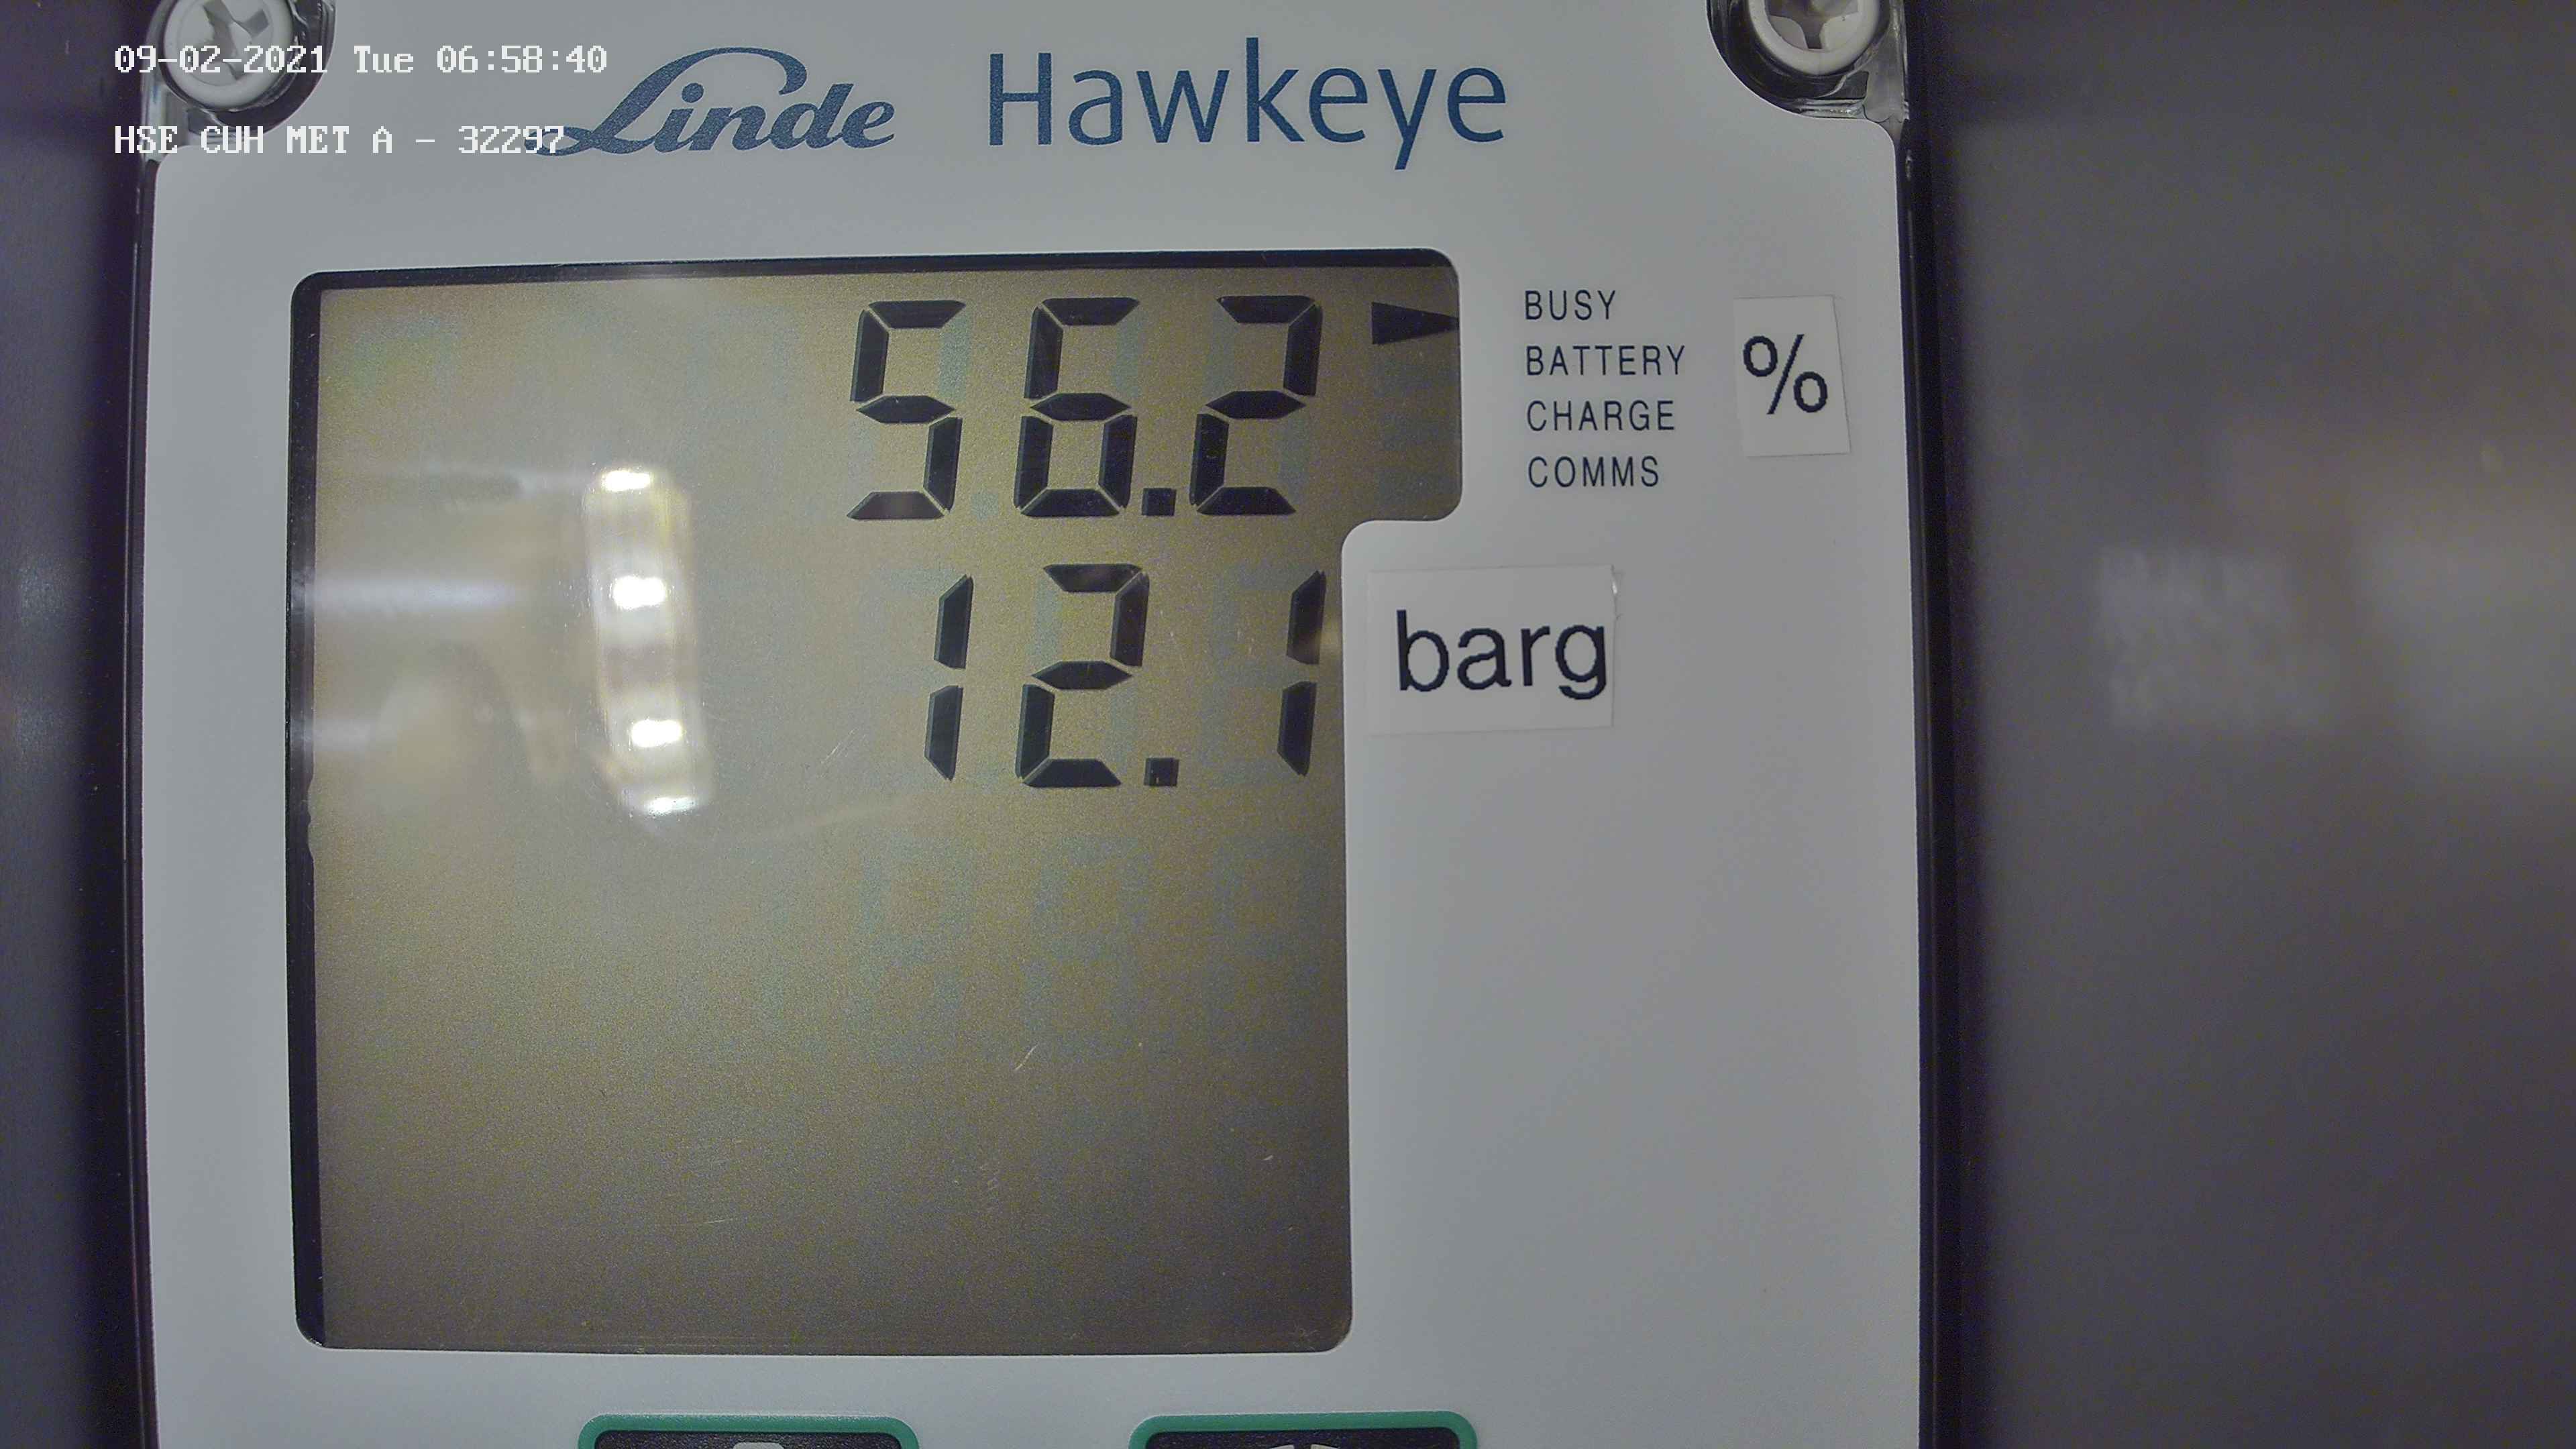 09-02-2021 Tue 06:58:40
HSE CUH MET A - 32297
Linde Hawkeye
56.2
BUSY
BATTERY
CHARGE
COMMS
%
12.1
barg